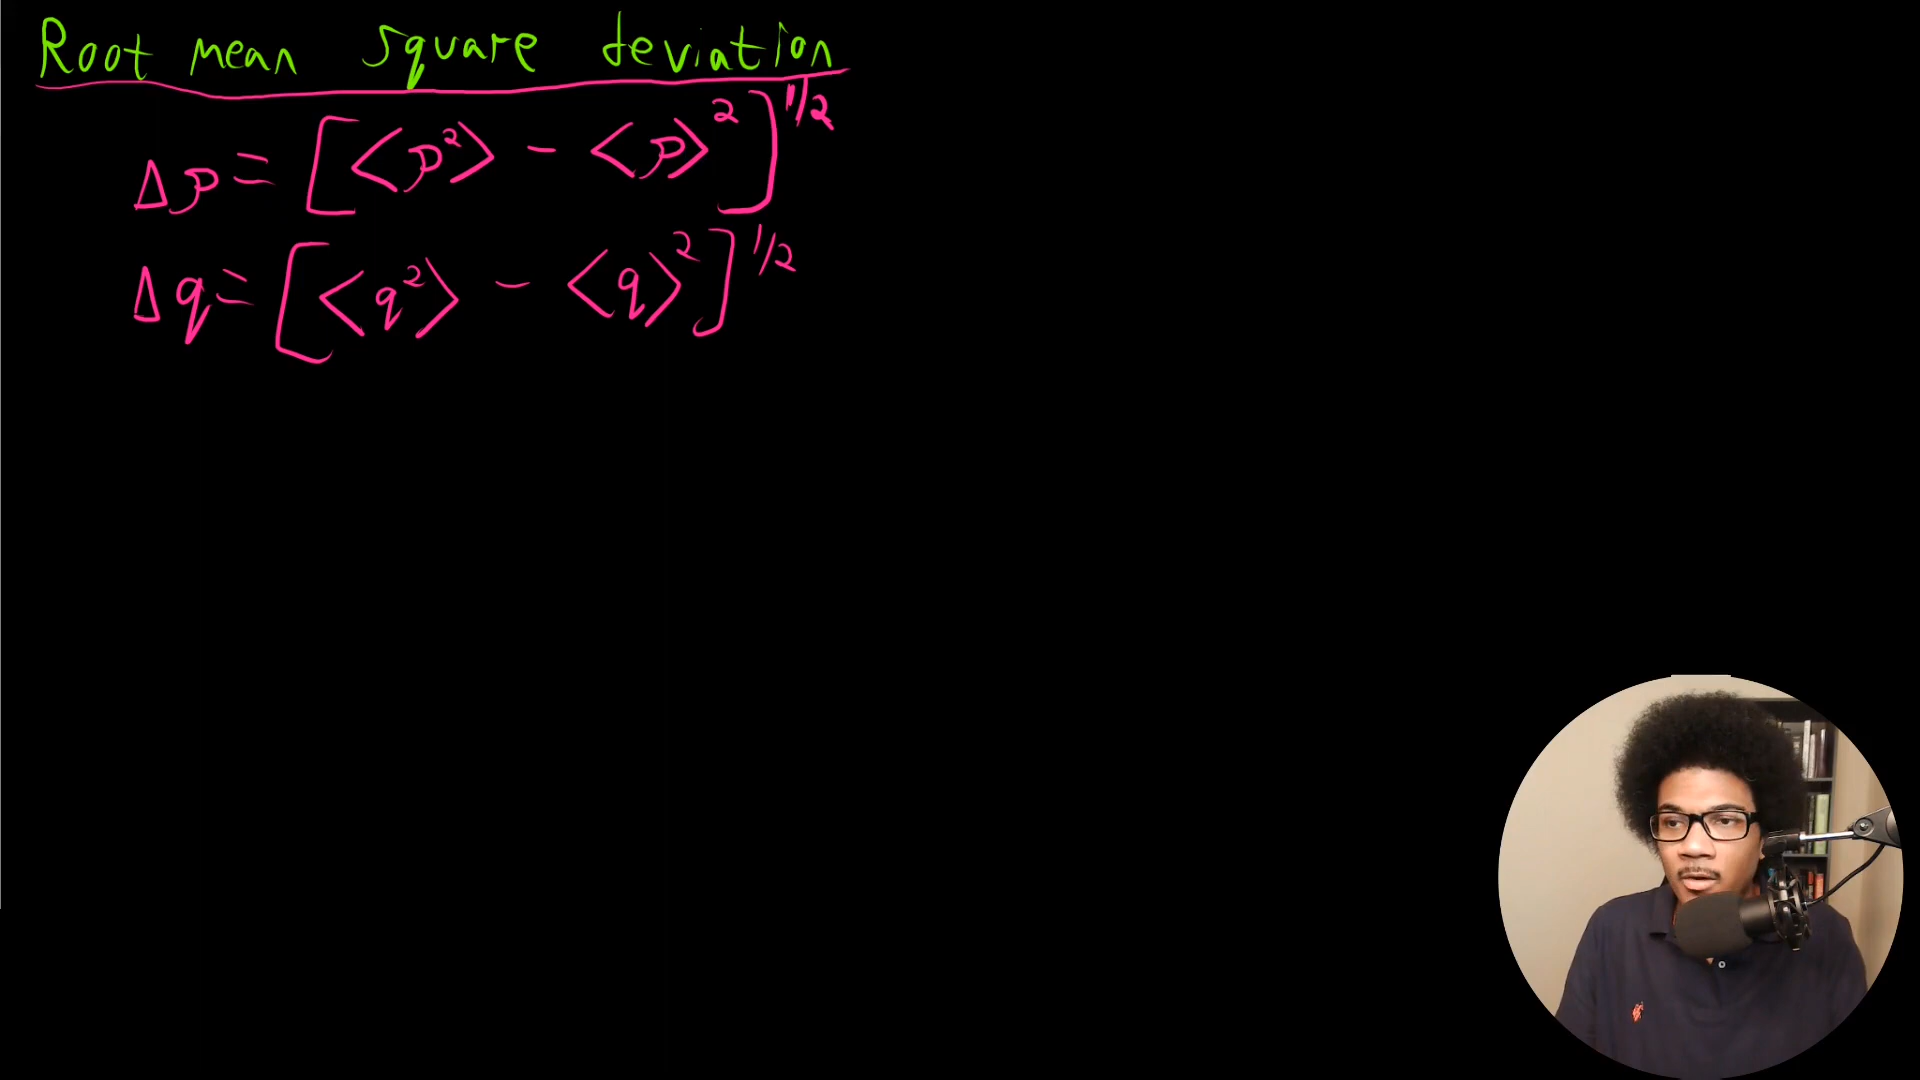 Root mean square deviation
Δp = [⟨p²⟩ - ⟨p⟩²]^1/2
Δq = [⟨q²⟩ - ⟨q⟩²]^1/2